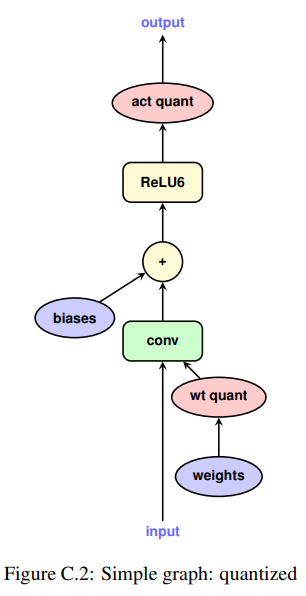 output
act quant
ReLU6
+
biases
conv
wt quant
weights
input
Figure C.2: Simple graph: quantized